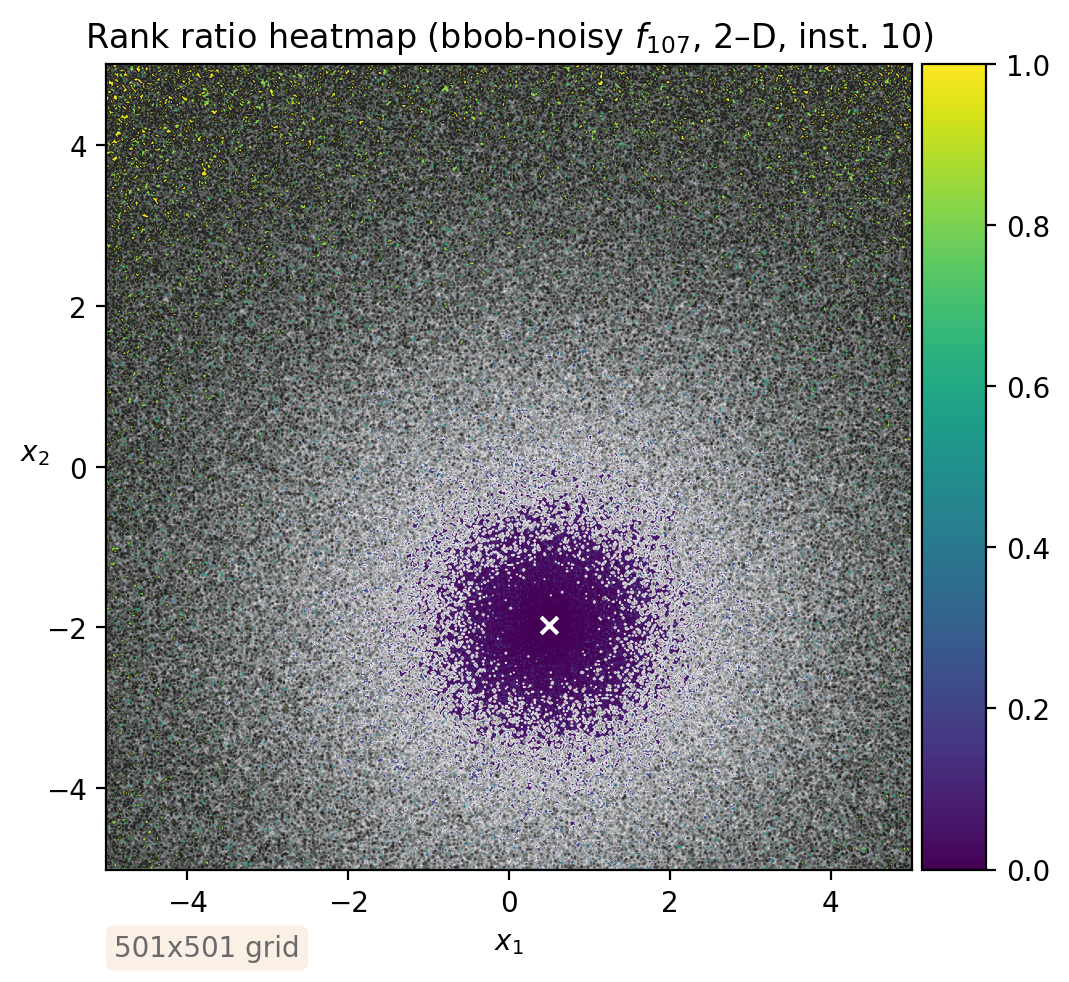 Rank ratio heatmap (bbob-noisy f₁₀₇, 2–D, inst. 10)
1.0
0.8
0.6
0.4
0.2
0.0
4
2
0
−2
−4
x₂
−4 −2 0 2 4
x₁
501x501 grid